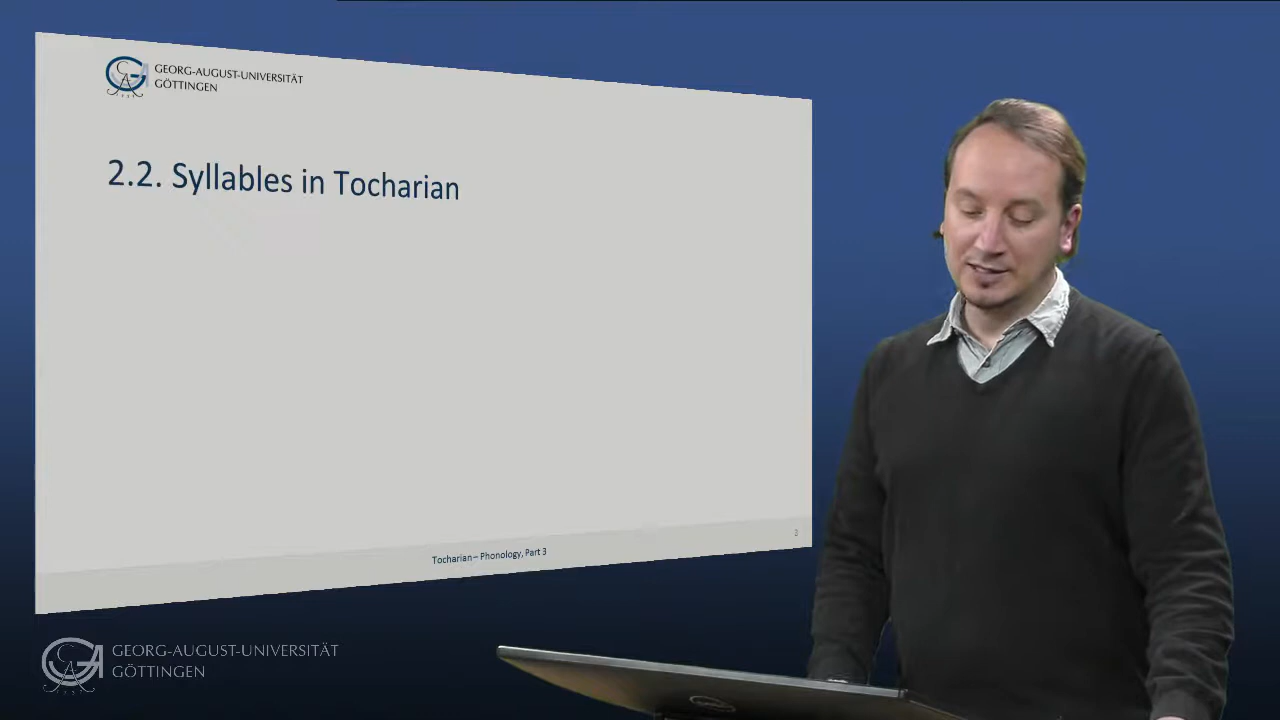 GEORG-AUGUST-UNIVERSITÄT
GÖTTINGEN
2.2. Syllables in Tocharian
Tocharian – Phonology, Part 3
GEORG-AUGUST-UNIVERSITÄT
GÖTTINGEN